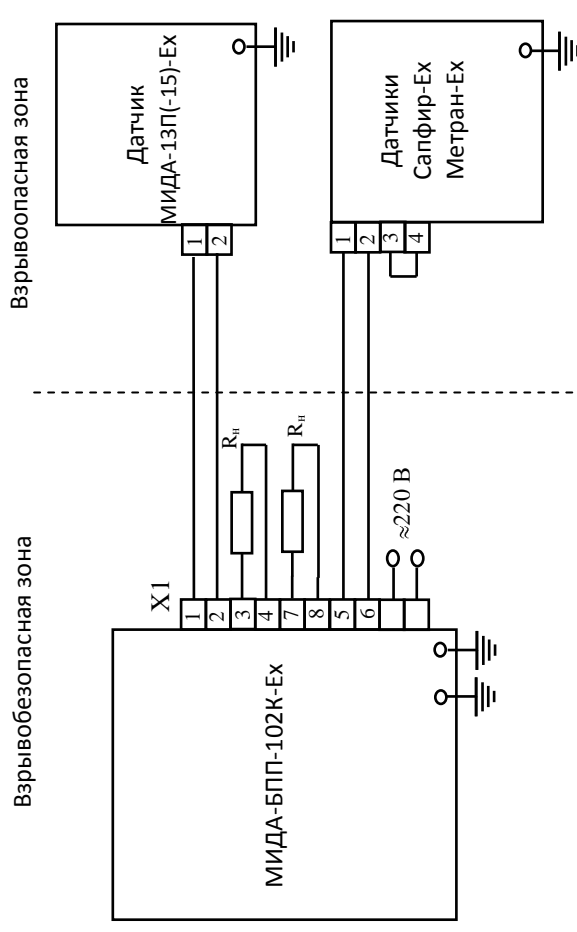 Взрывоопасная зона
Датчик
МИДА-13П(-15)-Ex
1
2
Датчики
Сапфир-Ex
Метран-Ex
1
2
3
4
Взрывобезопасная зона
X1
1
2
3
4
7
8
5
6
Rн
Rн
≈220 В
МИДА-БПП-102К-Ex